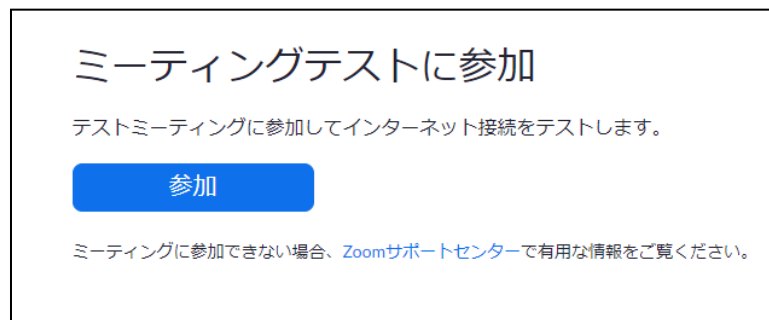 ミーティングテストに参加
テストミーティングに参加してインターネット接続をテストします。
参加
ミーティングに参加できない場合、Zoomサポートセンターで有用な情報をご覧ください。